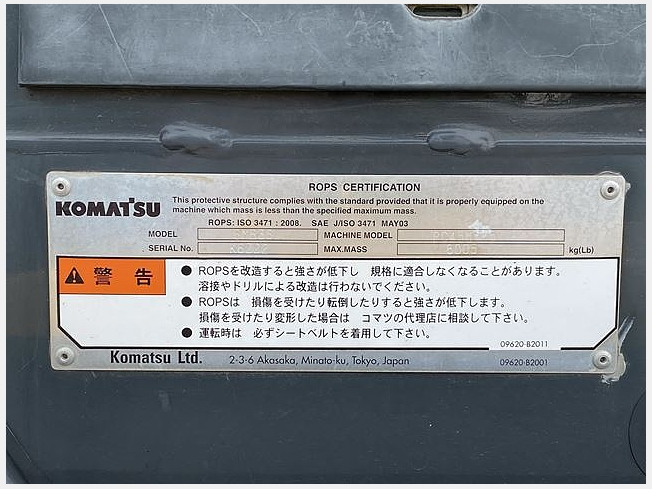 ROPS CERTIFICATION
KOMATSU
This protective structure complies with the standard provided that it is properly equipped on the
machine which mass is less than the specified maximum mass.
ROPS: ISO 3471 : 2008. SAE J/ISO 3471 MAY03
MODEL MACHINE MODEL
SERIAL No. MAX.MASS kg(Lb)
警告
● ROPSを改造すると強さが低下し 規格に適合しなくなることがあります。
溶接やドリルによる改造は行わないでください。
● ROPSは 損傷を受けたり転倒したりすると強さが低下します。
損傷を受けたり変形した場合は コマツの代理店に相談して下さい。
● 運転時は 必ずシートベルトを着用して下さい。
09620-B2011
Komatsu Ltd. 2-3-6 Akasaka, Minato-ku, Tokyo, Japan 09620-B2001